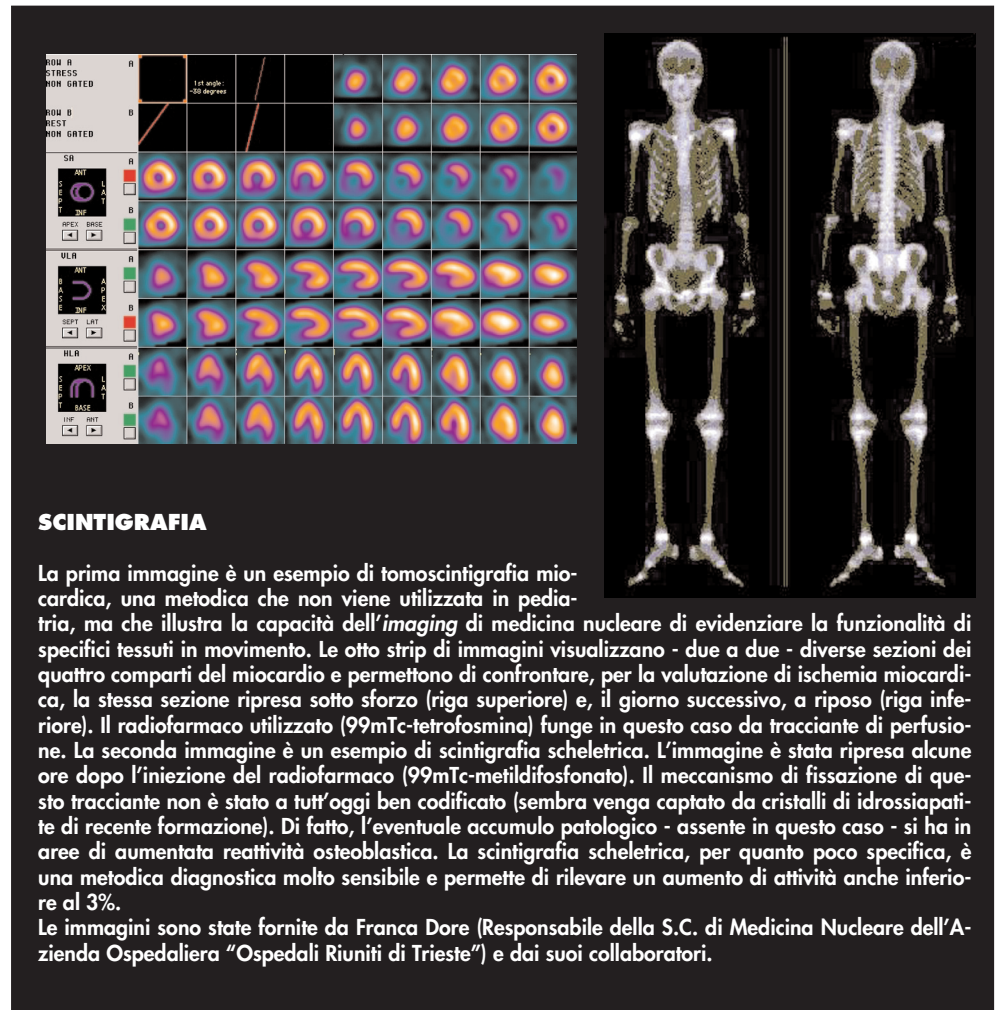 ROW A
STRESS
NON GATED
A
1st angle:
-38 degrees
ROW B
REST
NON GATED
B
SA
A
ANT
SEPT
LAT
INF
B
APEX BASE
VLA
A
ANT
BASE
APEX
INF
B
SEPT LAT
HLA
A
APEX
SEPT
LAT
BASE
B
INF ANT
SCINTIGRAFIA
La prima immagine è un esempio di tomoscintigrafia mio-
cardica, una metodica che non viene utilizzata in pedia-
tria, ma che illustra la capacità dell’imaging di medicina nucleare di evidenziare la funzionalità di
specifici tessuti in movimento. Le otto strip di immagini visualizzano - due a due - diverse sezioni dei
quattro comparti del miocardio e permettono di confrontare, per la valutazione di ischemia miocardi-
ca, la stessa sezione ripresa sotto sforzo (riga superiore) e, il giorno successivo, a riposo (riga infe-
riore). Il radiofarmaco utilizzato (99mTc-tetrofosmina) funge in questo caso da tracciante di perfusio-
ne. La seconda immagine è un esempio di scintigrafia scheletrica. L’immagine è stata ripresa alcune
ore dopo l’iniezione del radiofarmaco (99mTc-metildifosfonato). Il meccanismo di fissazione di que-
sto tracciante non è stato a tutt’oggi ben codificato (sembra venga captato da cristalli di idrossiapati-
te di recente formazione). Di fatto, l’eventuale accumulo patologico - assente in questo caso - si ha in
aree di aumentata reattività osteoblastica. La scintigrafia scheletrica, per quanto poco specifica, è
una metodica diagnostica molto sensibile e permette di rilevare un aumento di attività anche inferio-
re al 3%.
Le immagini sono state fornite da Franca Dore (Responsabile della S.C. di Medicina Nucleare dell’A-
zienda Ospedaliera “Ospedali Riuniti di Trieste”) e dai suoi collaboratori.